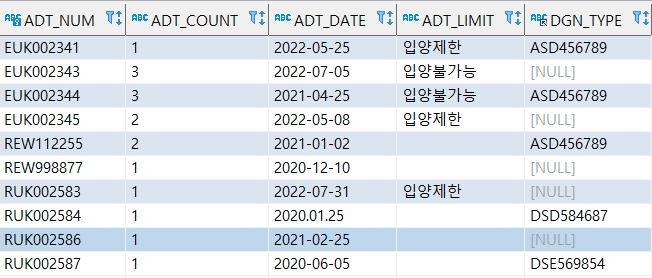 ADT_NUM ADT_COUNT ADT_DATE ADT_LIMIT DGN_TYPE
EUK002341 1 2022-05-25 입양제한 ASD456789
EUK002343 3 2022-07-05 입양불가능 [NULL]
EUK002344 3 2021-04-25 입양불가능 ASD456789
EUK002345 2 2022-05-08 입양제한 [NULL]
REW112255 2 2021-01-02 ASD456789
REW998877 1 2020-12-10 [NULL]
RUK002583 1 2022-07-31 입양제한 [NULL]
RUK002584 1 2020.01.25 DSD584687
RUK002586 1 2021-02-25 [NULL]
RUK002587 1 2020-06-05 DSE569854